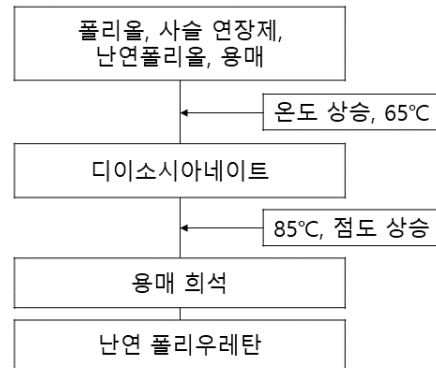 폴리올, 사슬 연장제,
난연폴리올, 용매
온도 상승, 65℃
디이소시아네이트
85℃, 점도 상승
용매 희석
난연 폴리우레탄